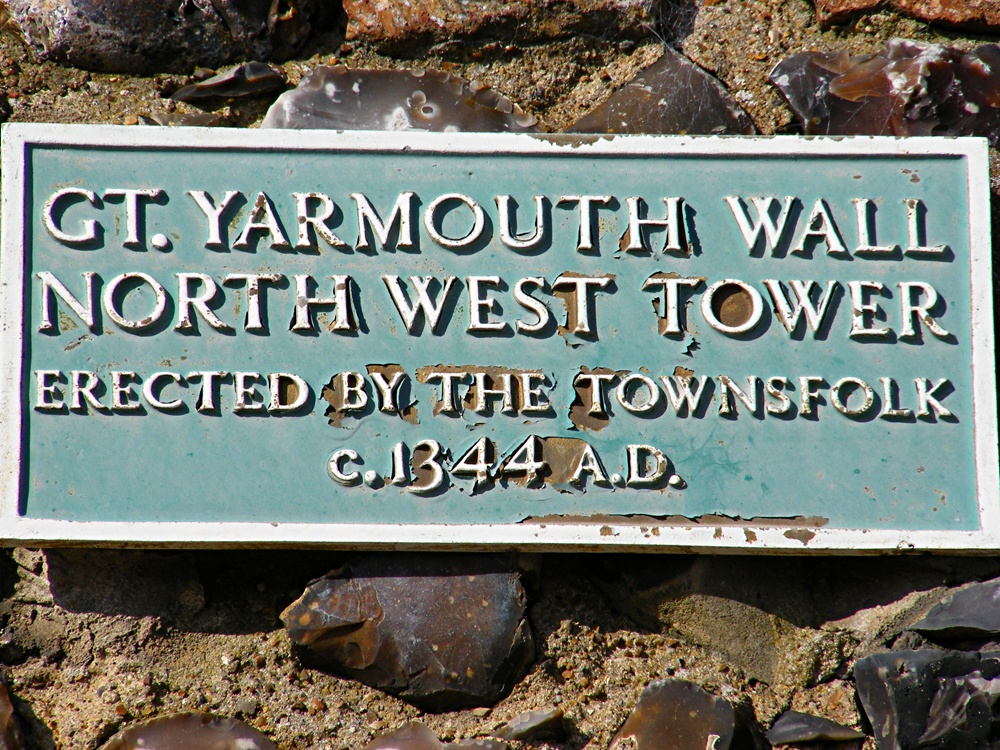 GT. YARMOUTH WALL
NORTH WEST TOWER
ERECTED BY THE TOWNSFOLK
c. 1344 A.D.